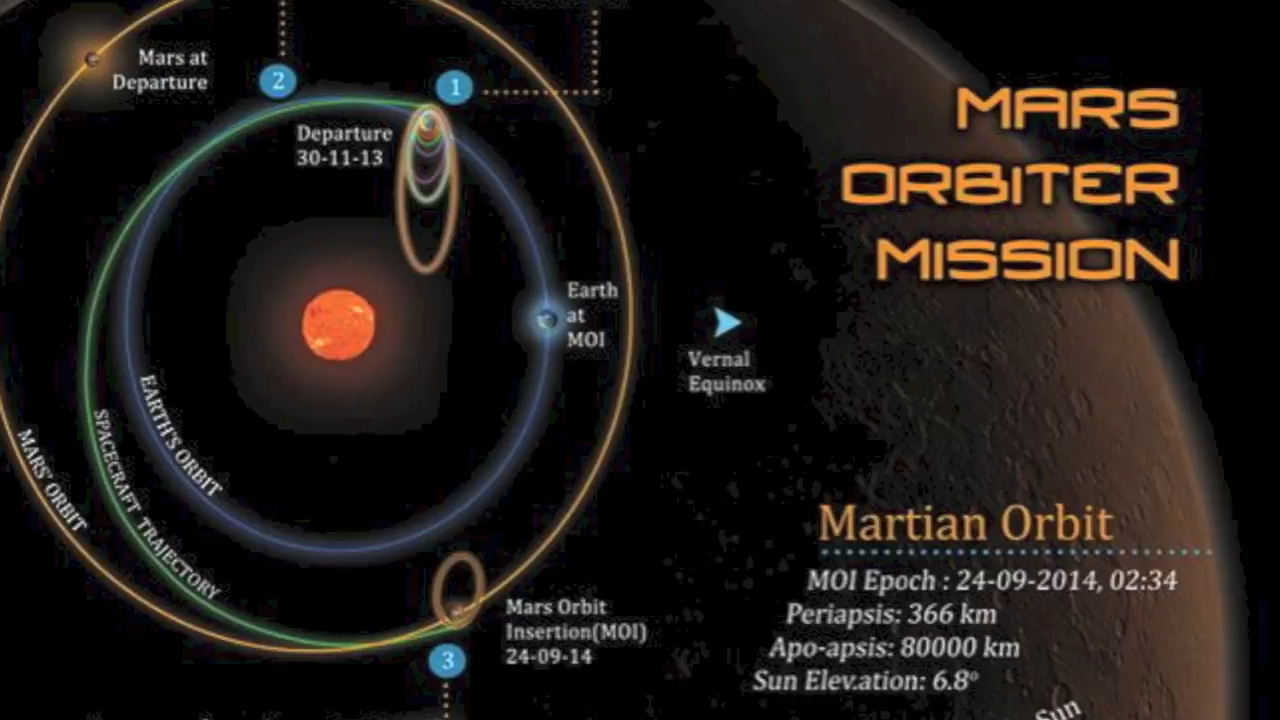 Mars at
Departure
2
1
Departure
30-11-13
MARS
ORBITER
MISSION
Earth
at
MOI
Vernal
Equinox
EARTH'S ORBIT
SPACECRAFT TRAJECTORY
MARS' ORBIT
Martian Orbit
MOI Epoch : 24-09-2014, 02:34
Periapsis: 366 km
Apo-apsis: 80000 km
Sun Elev.ation: 6.8°
Mars Orbit
Insertion(MOI)
24-09-14
3
Sun